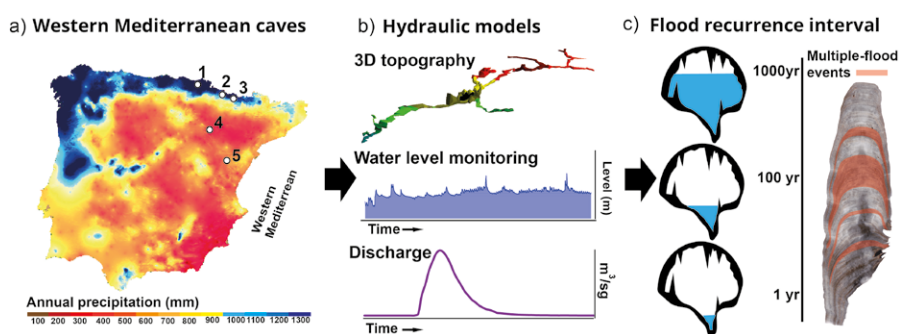 a) Western Mediterranean caves
1
2
3
4
5
Western
Mediterranean
Annual precipitation (mm)
100 200 300 400 500 600 700 800 900 1000 1100 1200 1300
b) Hydraulic models
3D topography
Water level monitoring
Level (m)
Time
Discharge
m³/sg
Time
c) Flood recurrence interval
1000yr
Multiple-flood
events
100 yr
1 yr